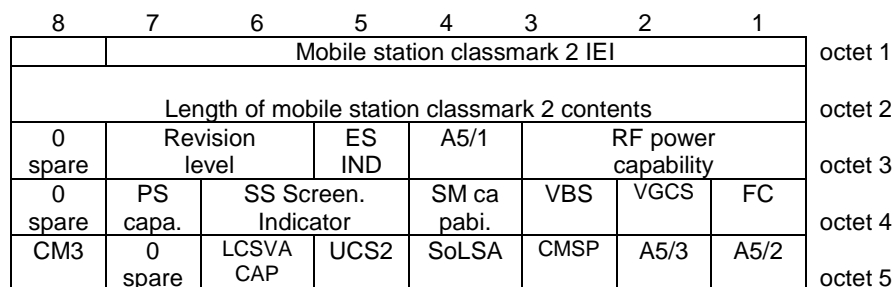 8 7 6 5 4 3 2 1
Mobile station classmark 2 IEI octet 1
Length of mobile station classmark 2 contents octet 2
0 Revision ES A5/1 RF power
spare level IND capability octet 3
0 PS SS Screen. SM ca VBS VGCS FC
spare capa. Indicator pabi. octet 4
CM3 0 LCSVA UCS2 SoLSA CMSP A5/3 A5/2
spare CAP octet 5